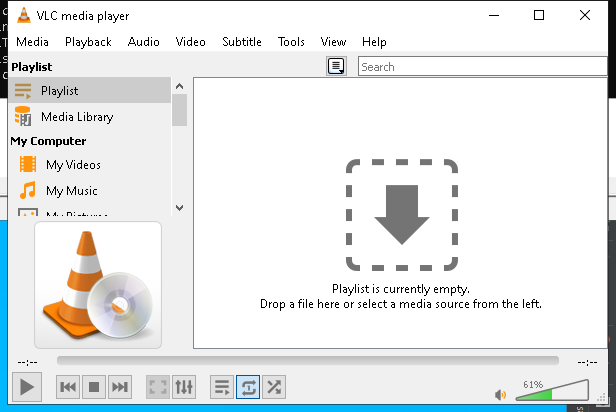 VLC media player
Media Playback Audio Video Subtitle Tools View Help
Playlist
Search
Playlist
Media Library
My Computer
My Videos
My Music
My Pictures
Playlist is currently empty.
Drop a file here or select a media source from the left.
--:-- --:--
61%